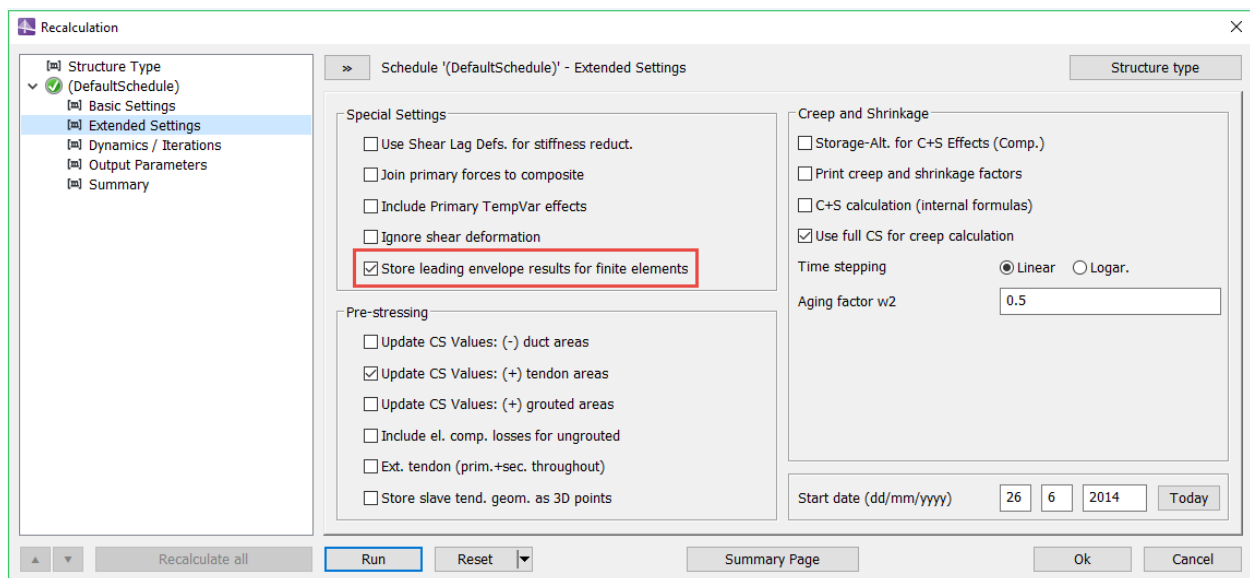 Recalculation
Structure Type
(DefaultSchedule)
Basic Settings
Extended Settings
Dynamics / Iterations
Output Parameters
Summary
» Schedule '(DefaultSchedule)' - Extended Settings
Structure type
Special Settings
Use Shear Lag Defs. for stiffness reduct.
Join primary forces to composite
Include Primary TempVar effects
Ignore shear deformation
Store leading envelope results for finite elements
Pre-stressing
Update CS Values: (-) duct areas
Update CS Values: (+) tendon areas
Update CS Values: (+) grouted areas
Include el. comp. losses for ungrouted
Ext. tendon (prim.+sec. throughout)
Store slave tend. geom. as 3D points
Creep and Shrinkage
Storage-Alt. for C+S Effects (Comp.)
Print creep and shrinkage factors
C+S calculation (internal formulas)
Use full CS for creep calculation
Time stepping Linear Logar.
Aging factor w2 0.5
Start date (dd/mm/yyyy) 26 6 2014 Today
Recalculate all Run Reset Summary Page Ok Cancel